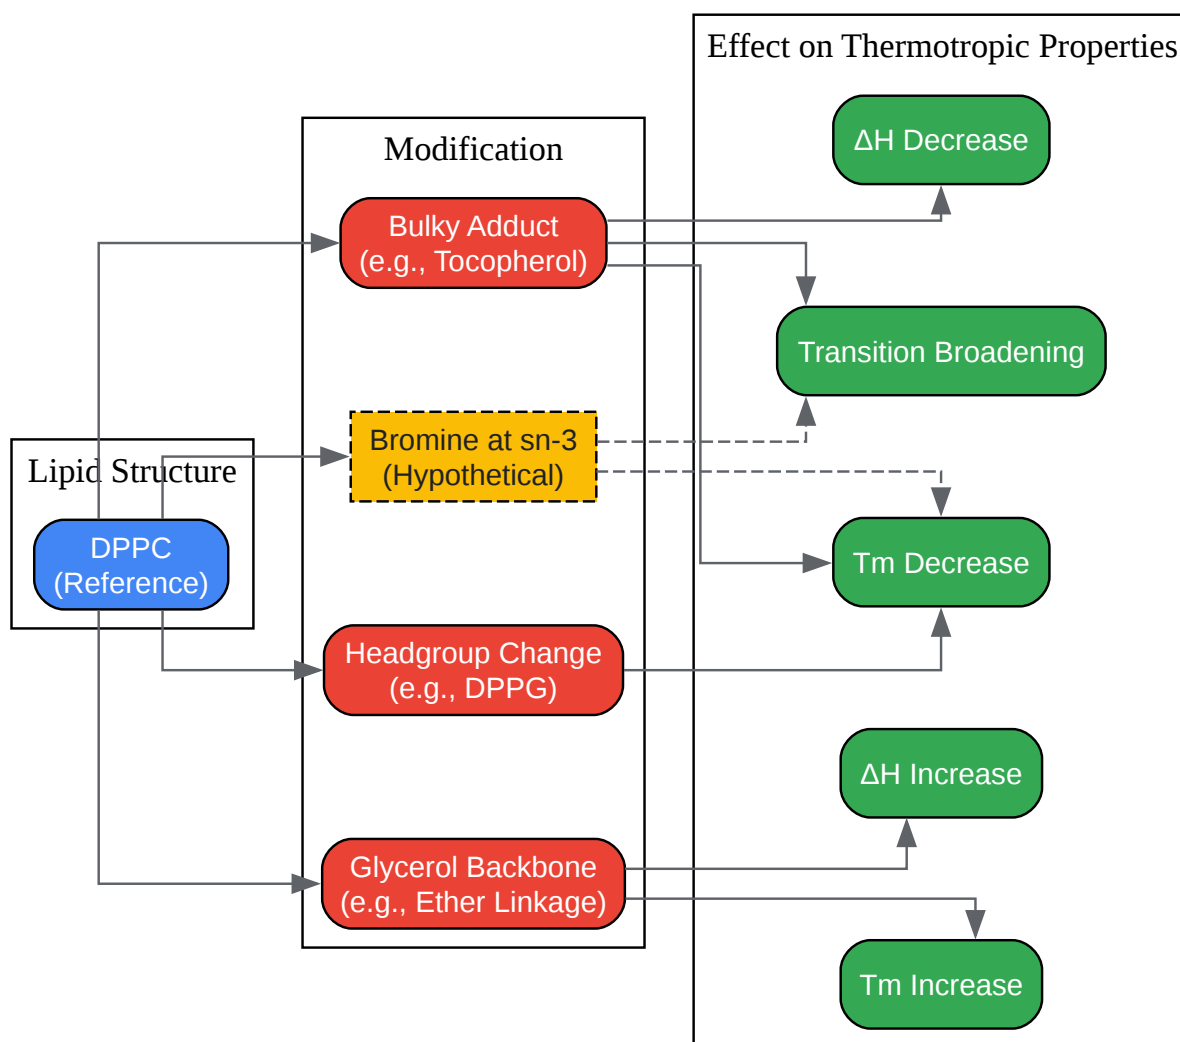 Effect on Thermotropic Properties
ΔH Decrease
Modification
Bulky Adduct
(e.g., Tocopherol)
Transition Broadening
Bromine at sn-3
(Hypothetical)
Lipid Structure
DPPC
(Reference)
Tm Decrease
Headgroup Change
(e.g., DPPG)
ΔH Increase
Glycerol Backbone
(e.g., Ether Linkage)
Tm Increase